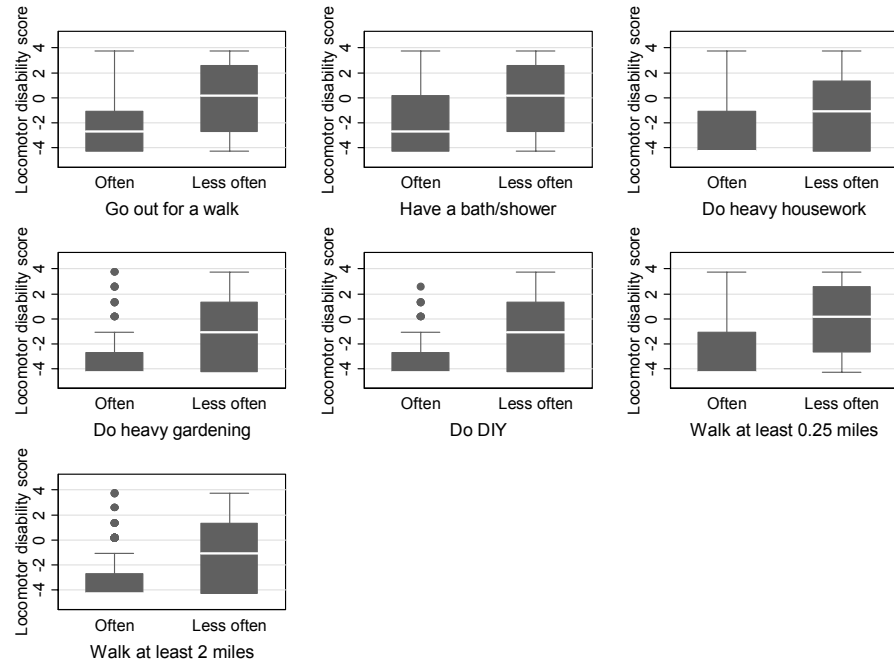 Locomotor disability score
4
2
0
-2
-4
Often Less often
Go out for a walk
Locomotor disability score
4
2
0
-2
-4
Often Less often
Have a bath/shower
Locomotor disability score
4
2
0
-2
-4
Often Less often
Do heavy housework
Locomotor disability score
4
2
0
-2
-4
Often Less often
Do heavy gardening
Locomotor disability score
4
2
0
-2
-4
Often Less often
Do DIY
Locomotor disability score
4
2
0
-2
-4
Often Less often
Walk at least 0.25 miles
Locomotor disability score
4
2
0
-2
-4
Often Less often
Walk at least 2 miles